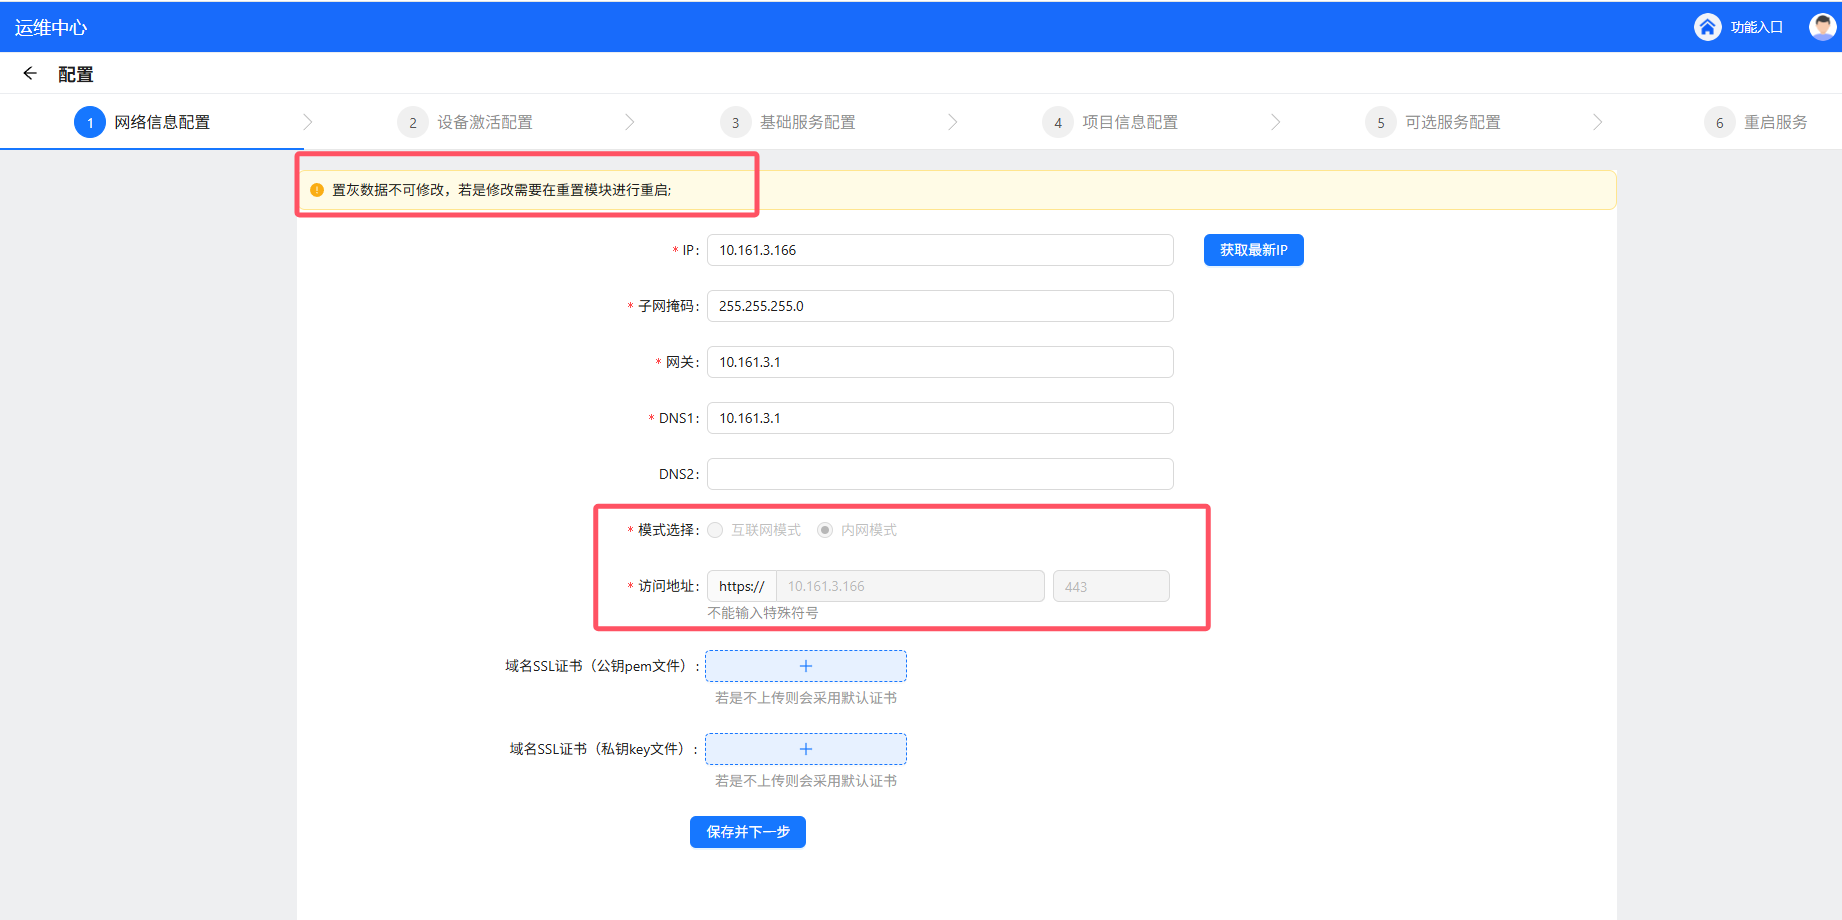 运维中心
功能入口
配置
1 网络信息配置
2 设备激活配置
3 基础服务配置
4 项目信息配置
5 可选服务配置
6 重启服务
置灰数据不可修改，若是修改需要在重置模块进行重启;
* IP: 10.161.3.166 获取最新IP
* 子网掩码: 255.255.255.0
* 网关: 10.161.3.1
* DNS1: 10.161.3.1
DNS2:
* 模式选择: 互联网模式 内网模式
* 访问地址: https:// 10.161.3.166 443
不能输入特殊符号
域名SSL证书（公钥pem文件）: +
若是不上传则会采用默认证书
域名SSL证书（私钥key文件）: +
若是不上传则会采用默认证书
保存并下一步